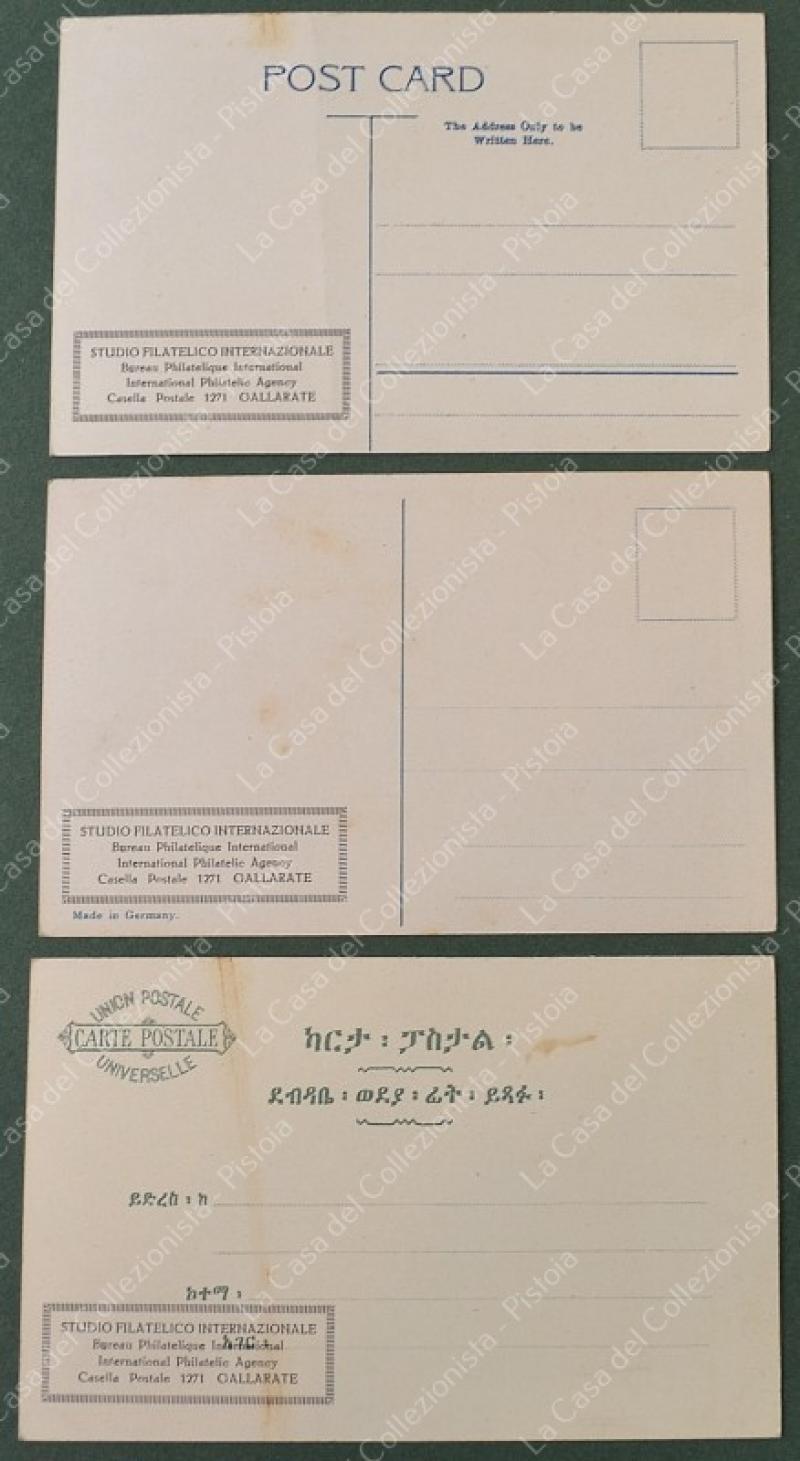 POST CARD
The Address Only to be
Written Here.
STUDIO FILATELICO INTERNAZIONALE
Bureau Philatelique International
International Philatelic Agency
Casella Postale 1271 GALLARATE
STUDIO FILATELICO INTERNAZIONALE
Bureau Philatelique International
International Philatelic Agency
Casella Postale 1271 GALLARATE
Made in Germany.
UNION POSTALE
CARTE POSTALE
UNIVERSELLE
ካርታ ፡ ፓስታል ፡
ደብዳቤ ፡ ወደያ ፡ ፊት ፡ ይጻፉ ፡
ይድረስ ፡ ከ
ከተማ ፡
አገር ፡
STUDIO FILATELICO INTERNAZIONALE
Bureau Philatelique International
International Philatelic Agency
Casella Postale 1271 GALLARATE
La Casa del Collezionista - Pistoia